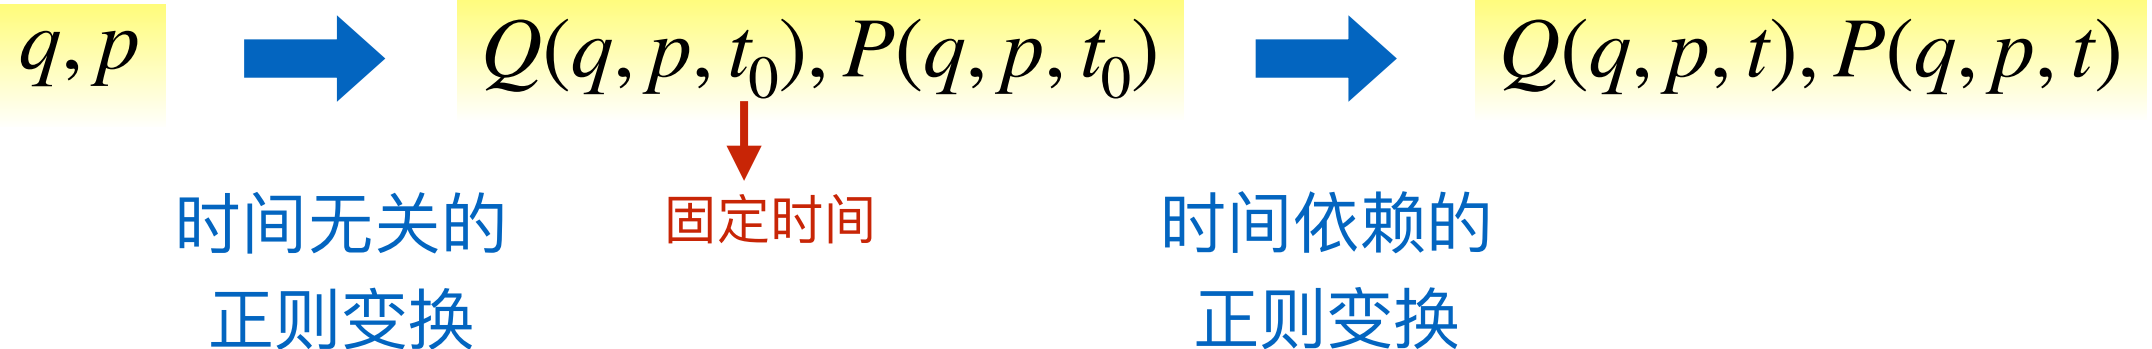 q, p
Q(q, p, t₀), P(q, p, t₀)
Q(q, p, t), P(q, p, t)
时间无关的
正则变换
固定时间
时间依赖的
正则变换